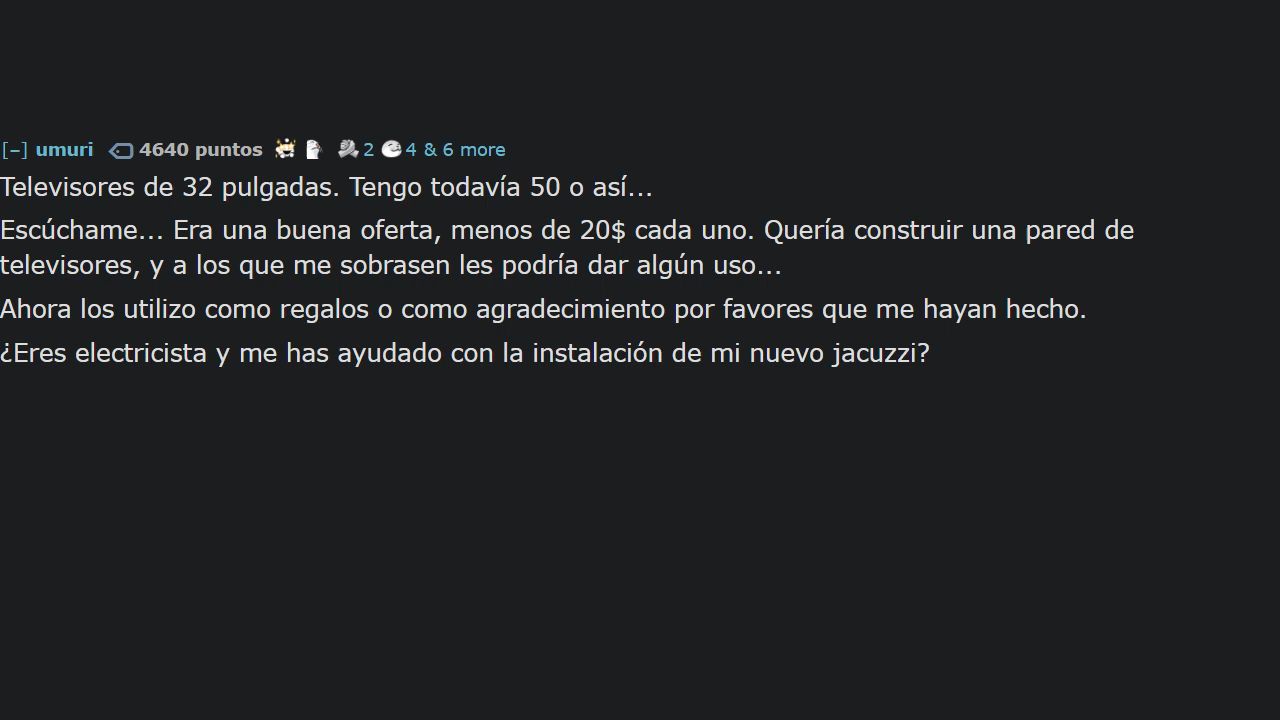 [–] umuri 4640 puntos 2 4 & 6 more
Televisores de 32 pulgadas. Tengo todavía 50 o así...
Escúchame... Era una buena oferta, menos de 20$ cada uno. Quería construir una pared de
televisores, y a los que me sobrasen les podría dar algún uso...
Ahora los utilizo como regalos o como agradecimiento por favores que me hayan hecho.
¿Eres electricista y me has ayudado con la instalación de mi nuevo jacuzzi?